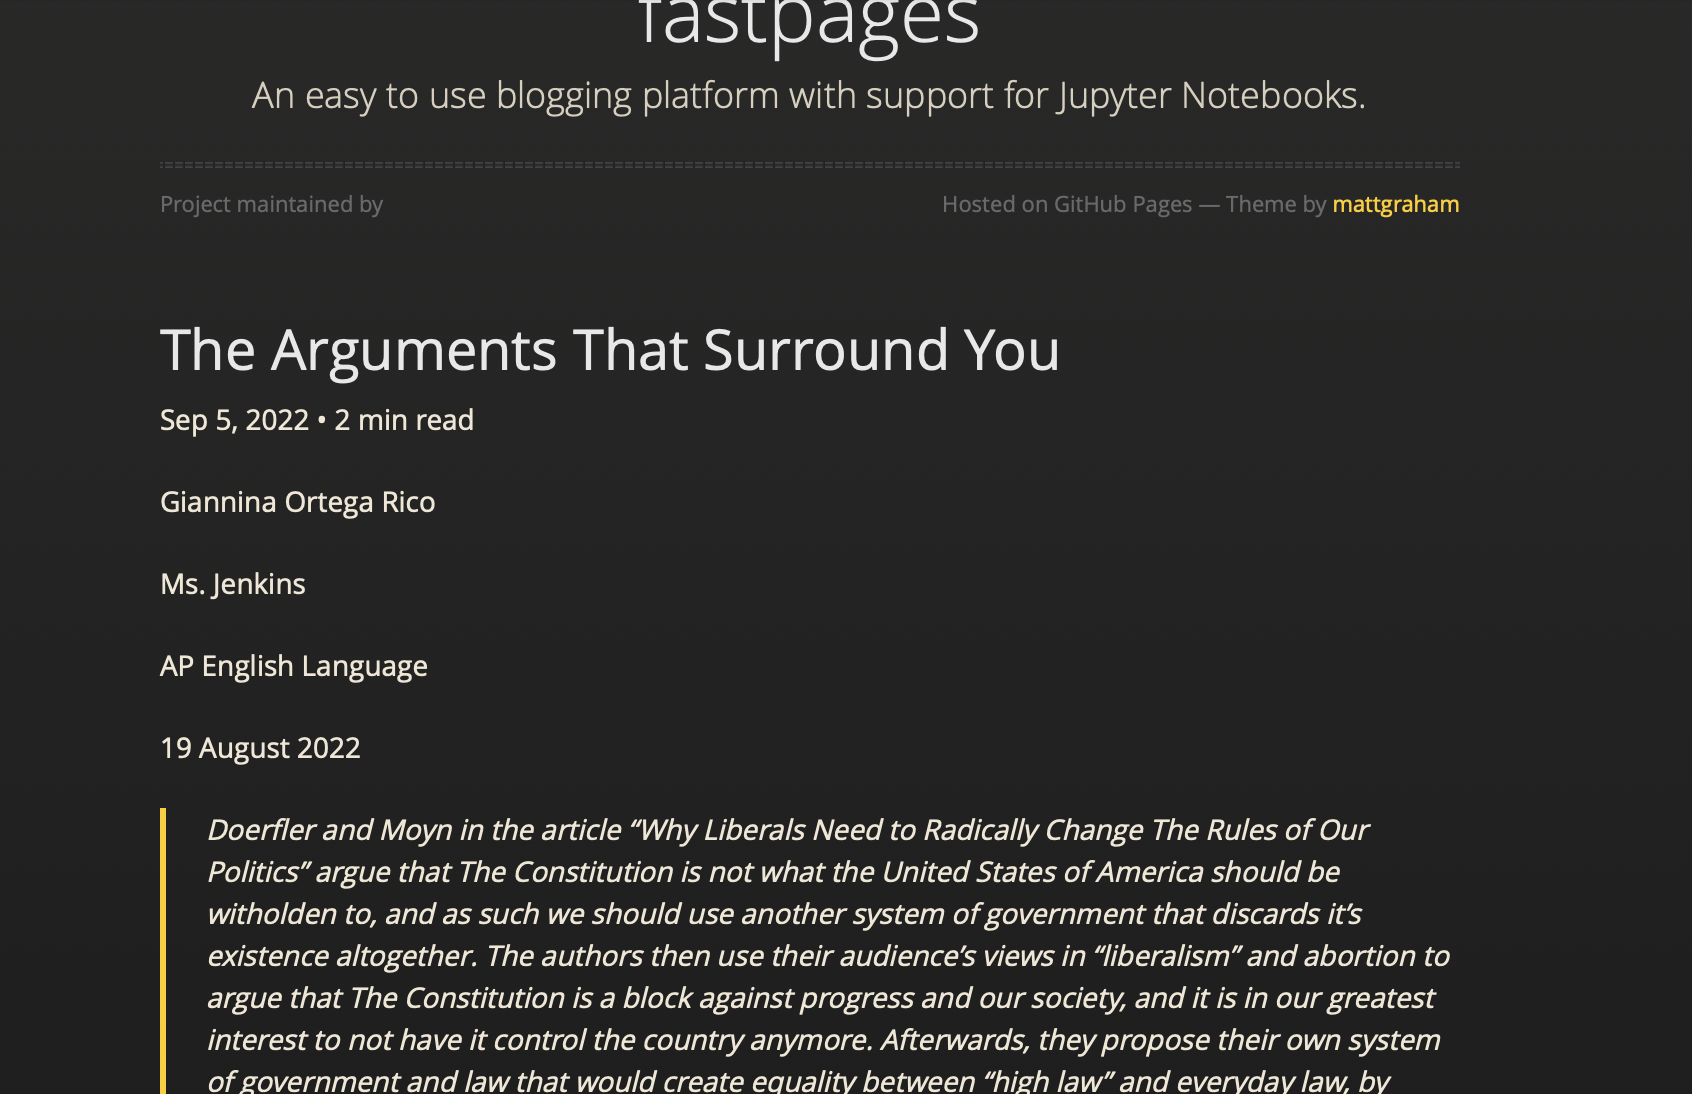 fastpages
An easy to use blogging platform with support for Jupyter Notebooks.
Project maintained by
Hosted on GitHub Pages — Theme by mattgraham
The Arguments That Surround You
Sep 5, 2022 • 2 min read
Giannina Ortega Rico
Ms. Jenkins
AP English Language
19 August 2022
Doerfler and Moyn in the article “Why Liberals Need to Radically Change The Rules of Our
Politics” argue that The Constitution is not what the United States of America should be
witholden to, and as such we should use another system of government that discards it’s
existence altogether. The authors then use their audience’s views in “liberalism” and abortion to
argue that The Constitution is a block against progress and our society, and it is in our greatest
interest to not have it control the country anymore. Afterwards, they propose their own system
of government and law that would create equality between “high law” and everyday law, by